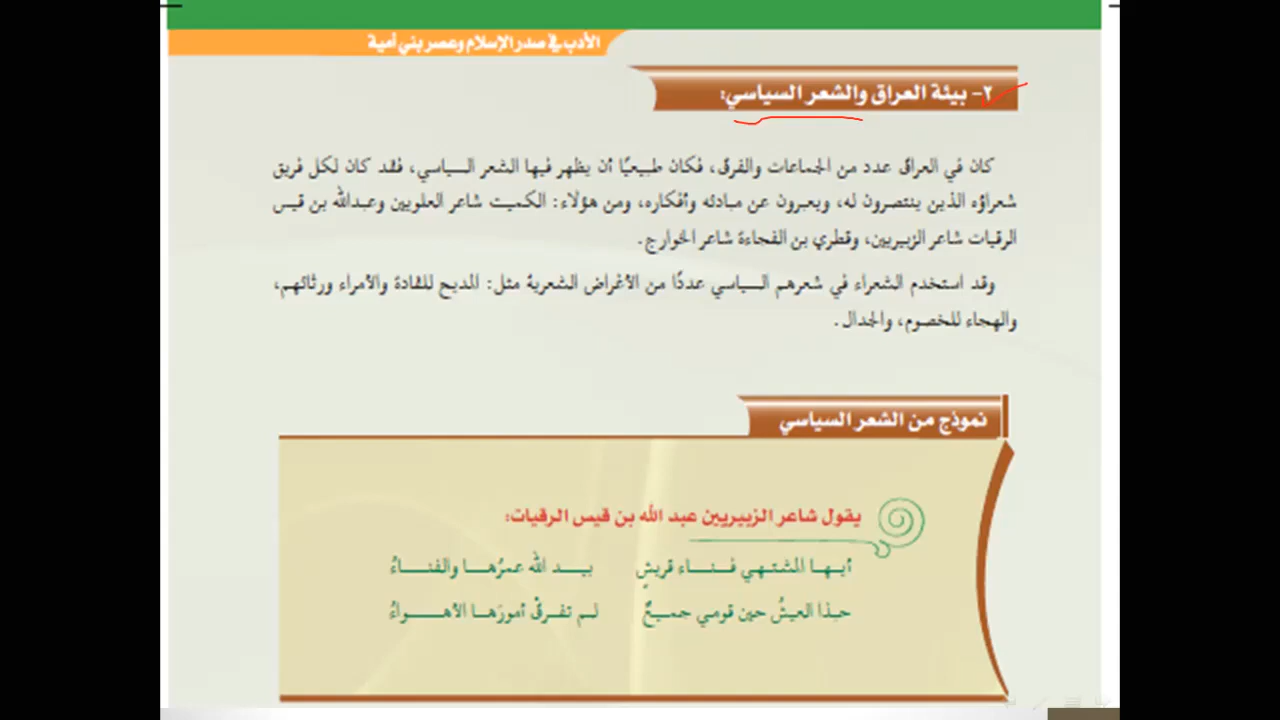 الأدب في صدر الإسلام وعصر بني أمية
٢- بيئة العراق والشعر السياسي:
كان في العراق عدد من الجماعات والفرق، فكان طبيعيًا أن يظهر فيها الشعر السياسي، فقد كان لكل فريق
شعراؤه الذين ينتصرون له، ويعبرون عن مبادئه وأفكاره، ومن هؤلاء: الكميت شاعر العلويين وعبدالله بن قيس
الرقيات شاعر الزبيريين، وقطري بن الفجاءة شاعر الخوارج.
وقد استخدم الشعراء في شعرهم السياسي عددًا من الأغراض الشعرية مثل: المديح للقادة والأمراء ورثائهم،
والهجاء للخصوم، والجدال.
نموذج من الشعر السياسي
يقول شاعر الزبيريين عبد الله بن قيس الرقيات:
أيها المشتهي فناء قريشٍ بيد الله عمرُها والفناءُ
حبذا العيشُ حين قومي جميعٌ لم تفرقْ أمورَها الأهواءُ